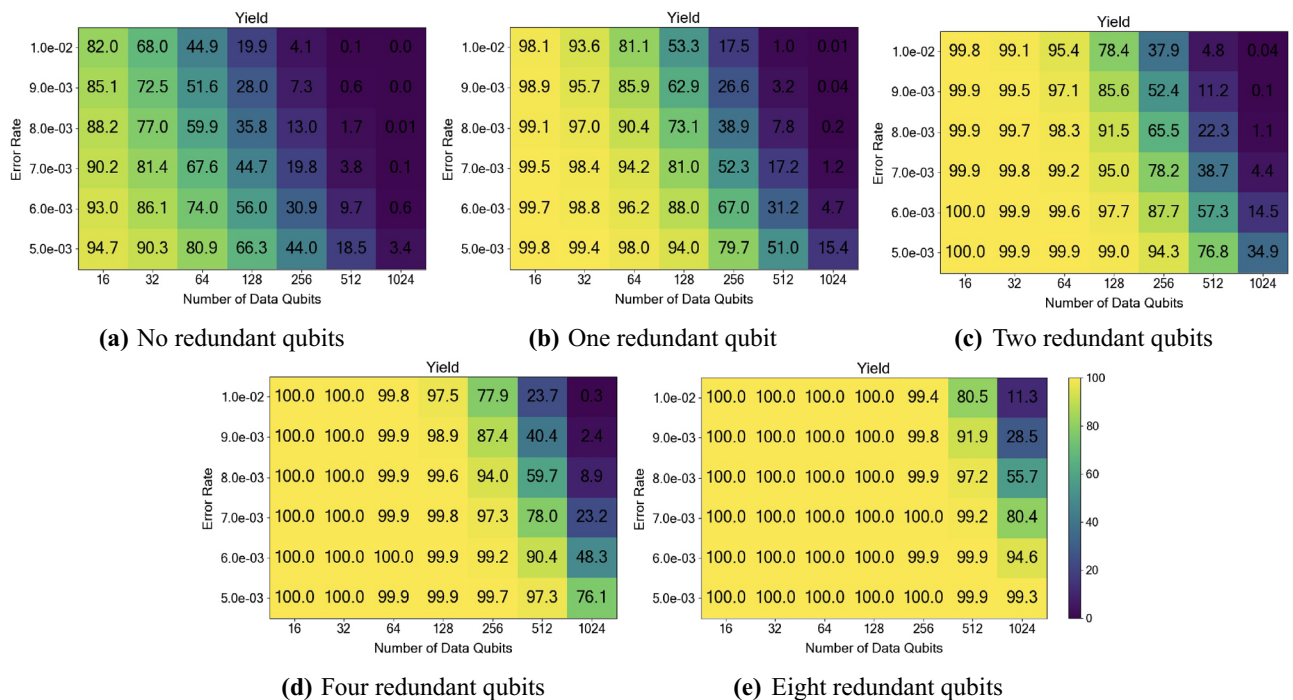 Yield
1.0e-02 82.0 68.0 44.9 19.9 4.1 0.1 0.0
9.0e-03 85.1 72.5 51.6 28.0 7.3 0.6 0.0
8.0e-03 88.2 77.0 59.9 35.8 13.0 1.7 0.01
7.0e-03 90.2 81.4 67.6 44.7 19.8 3.8 0.1
6.0e-03 93.0 86.1 74.0 56.0 30.9 9.7 0.6
5.0e-03 94.7 90.3 80.9 66.3 44.0 18.5 3.4
Error Rate
16 32 64 128 256 512 1024
Number of Data Qubits
(a) No redundant qubits
Yield
1.0e-02 98.1 93.6 81.1 53.3 17.5 1.0 0.01
9.0e-03 98.9 95.7 85.9 62.9 26.6 3.2 0.04
8.0e-03 99.1 97.0 90.4 73.1 38.9 7.8 0.2
7.0e-03 99.5 98.4 94.2 81.0 52.3 17.2 1.2
6.0e-03 99.7 98.8 96.2 88.0 67.0 31.2 4.7
5.0e-03 99.8 99.4 98.0 94.0 79.7 51.0 15.4
Error Rate
16 32 64 128 256 512 1024
Number of Data Qubits
(b) One redundant qubit
Yield
1.0e-02 99.8 99.1 95.4 78.4 37.9 4.8 0.04
9.0e-03 99.9 99.5 97.1 85.6 52.4 11.2 0.1
8.0e-03 99.9 99.7 98.3 91.5 65.5 22.3 1.1
7.0e-03 99.9 99.8 99.2 95.0 78.2 38.7 4.4
6.0e-03 100.0 99.9 99.6 97.7 87.7 57.3 14.5
5.0e-03 100.0 99.9 99.9 99.0 94.3 76.8 34.9
Error Rate
16 32 64 128 256 512 1024
Number of Data Qubits
(c) Two redundant qubits
Yield
1.0e-02 100.0 100.0 99.8 97.5 77.9 23.7 0.3
9.0e-03 100.0 100.0 99.9 98.9 87.4 40.4 2.4
8.0e-03 100.0 100.0 99.9 99.6 94.0 59.7 8.9
7.0e-03 100.0 100.0 99.9 99.8 97.3 78.0 23.2
6.0e-03 100.0 100.0 100.0 99.9 99.2 90.4 48.3
5.0e-03 100.0 100.0 99.9 99.9 99.7 97.3 76.1
Error Rate
16 32 64 128 256 512 1024
Number of Data Qubits
(d) Four redundant qubits
Yield
1.0e-02 100.0 100.0 100.0 100.0 99.4 80.5 11.3
9.0e-03 100.0 100.0 100.0 100.0 99.8 91.9 28.5
8.0e-03 100.0 100.0 100.0 100.0 99.9 97.2 55.7
7.0e-03 100.0 100.0 100.0 100.0 100.0 99.2 80.4
6.0e-03 100.0 100.0 100.0 100.0 99.9 99.9 94.6
5.0e-03 100.0 100.0 100.0 100.0 100.0 99.9 99.3
Error Rate
16 32 64 128 256 512 1024
Number of Data Qubits
100
80
60
40
20
0
(e) Eight redundant qubits